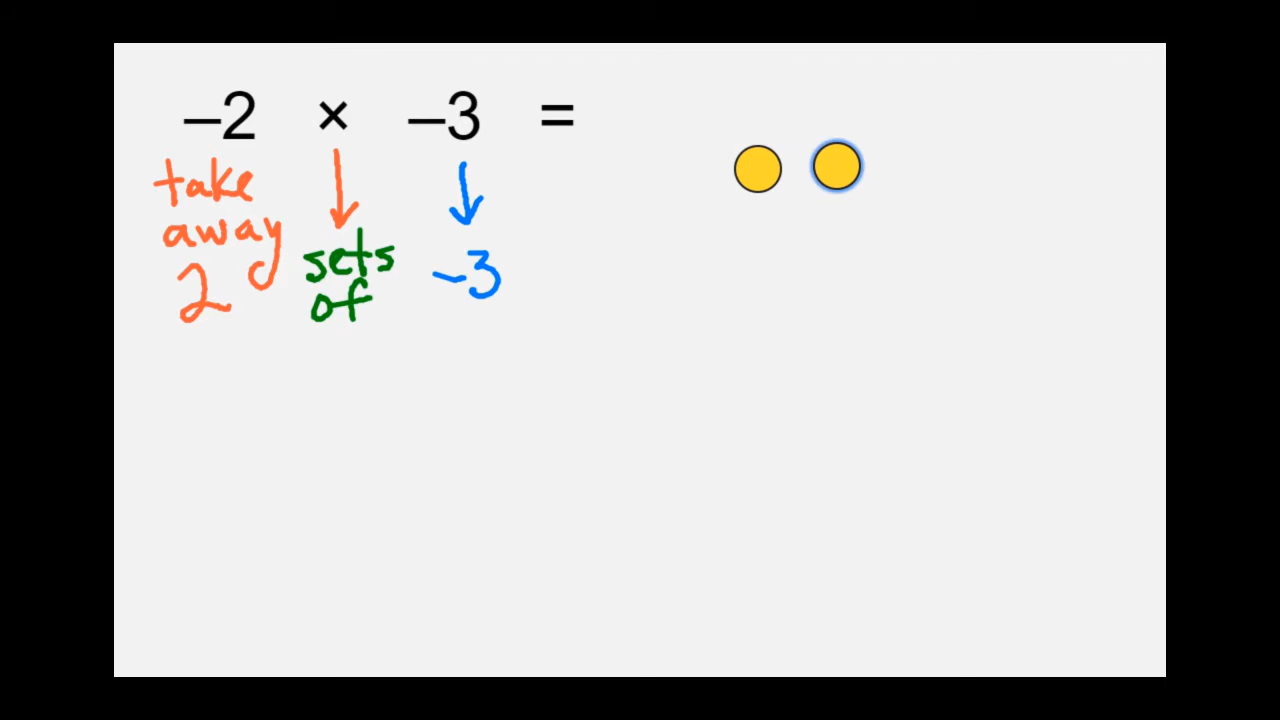 –2 × –3 =
take
away
2
sets
of
-3